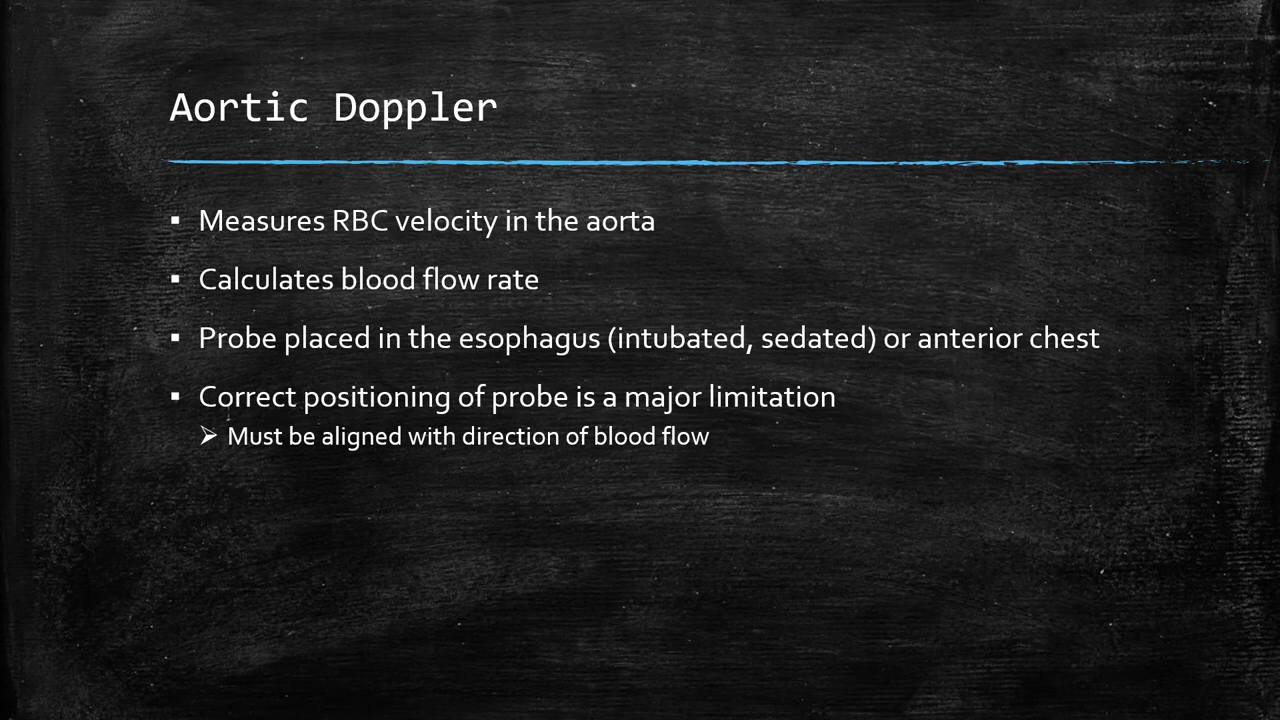 Aortic Doppler
▪ Measures RBC velocity in the aorta
▪ Calculates blood flow rate
▪ Probe placed in the esophagus (intubated, sedated) or anterior chest
▪ Correct positioning of probe is a major limitation
➢ Must be aligned with direction of blood flow